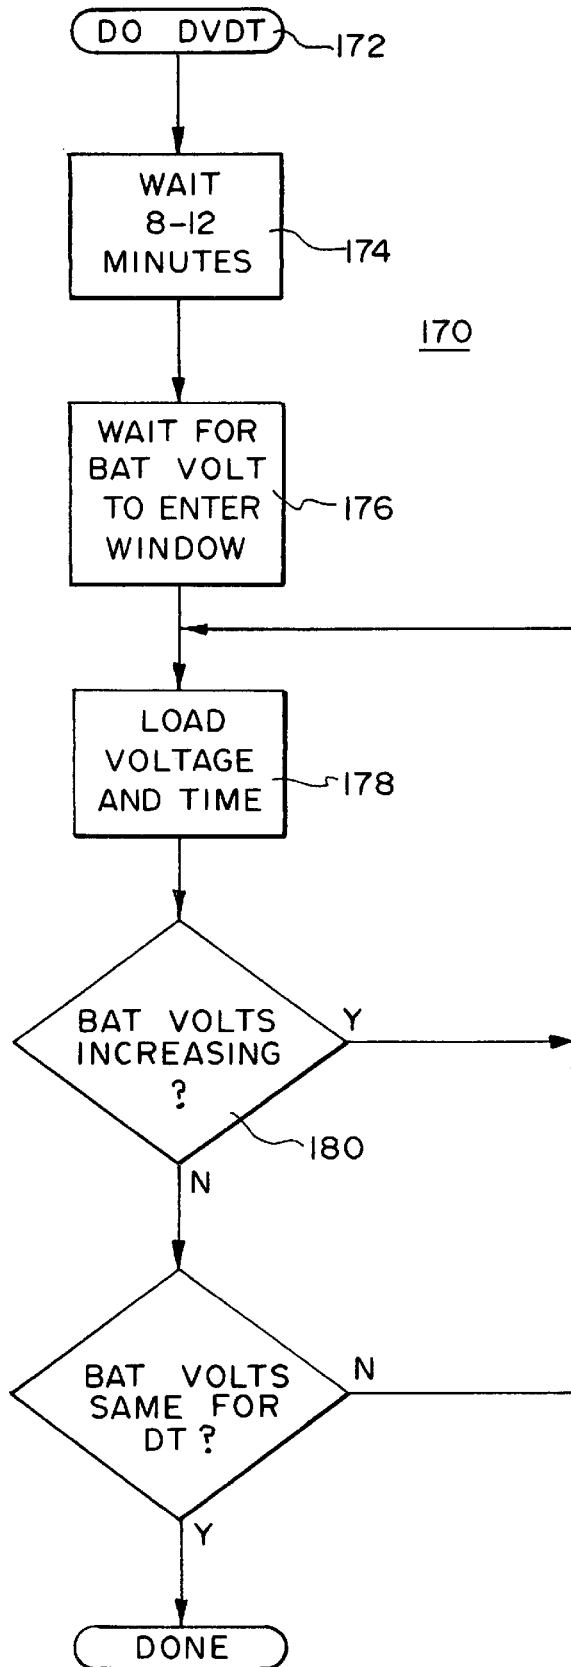 DO DVDT
172
WAIT
8-12
MINUTES
174
170
WAIT FOR
BAT VOLT
TO ENTER
WINDOW
176
LOAD
VOLTAGE
AND TIME
178
BAT VOLTS
INCREASING
?
Y
180
N
BAT VOLTS
SAME FOR
DT?
N
Y
DONE